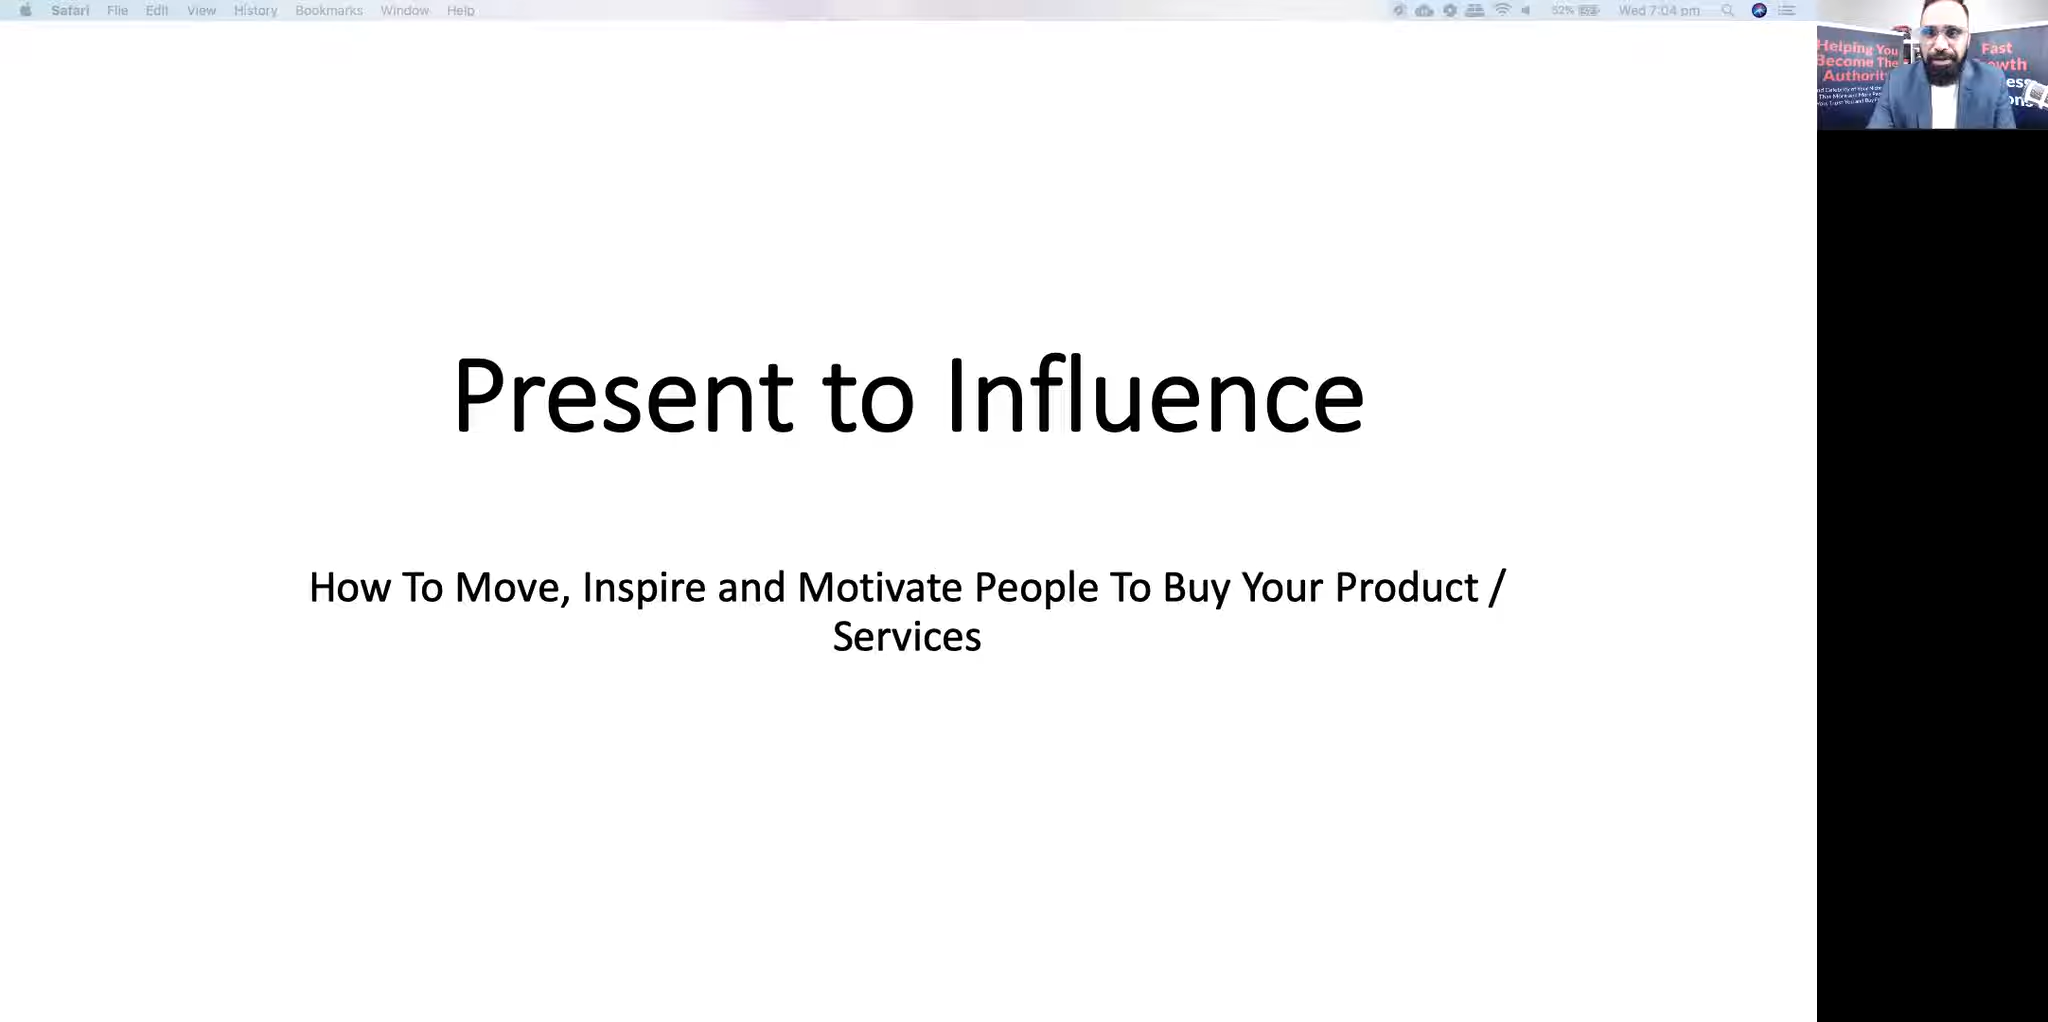 Safari File Edit View History Bookmarks Window Help
52% Wed 7:04 pm
Helping You
Become The
Authority
Fast
Present to Influence
How To Move, Inspire and Motivate People To Buy Your Product /
Services